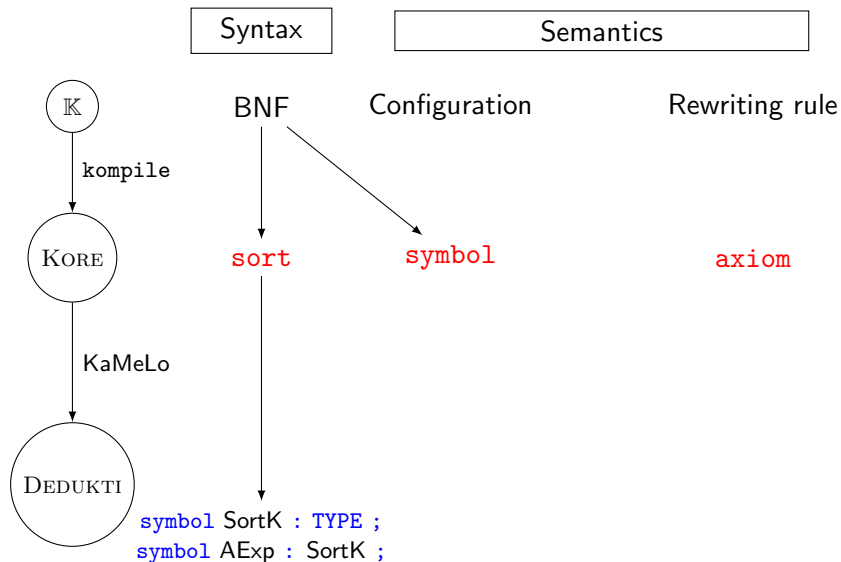 Syntax Semantics
𝕂 BNF Configuration Rewriting rule
kompile
KORE sort symbol axiom
KaMeLo
DEDUKTI
symbol SortK : TYPE ;
symbol AExp : SortK ;